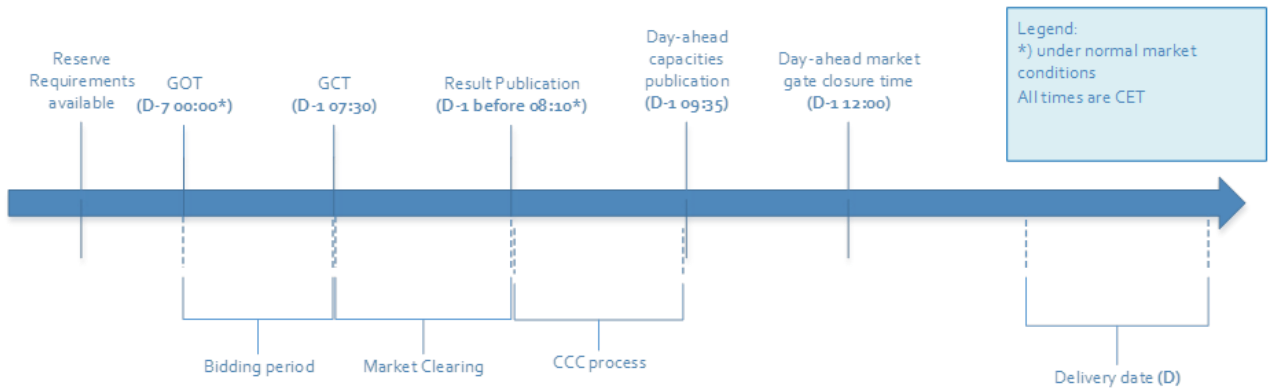 Reserve
Requirements
available
GOT
(D-7 00:00*)
GCT
(D-1 07:30)
Result Publication
(D-1 before 08:10*)
Day-ahead
capacities
publication
(D-1 09:35)
Day-ahead market
gate closure time
(D-1 12:00)
Legend:
*) under normal market
conditions
All times are CET
Bidding period
Market Clearing
CCC process
Delivery date (D)